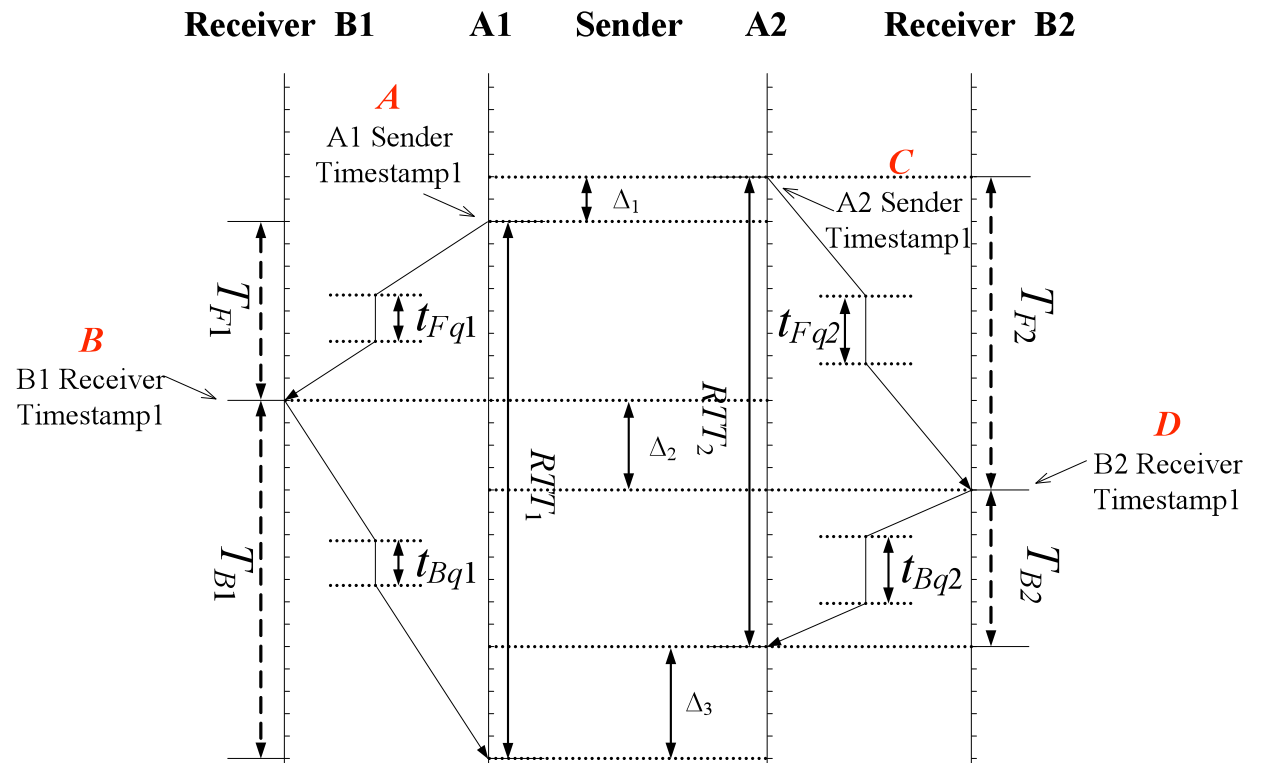 Receiver B1 A1 Sender A2 Receiver B2
A
A1 Sender
Timestamp1
C
A2 Sender
Timestamp1
Δ1
TF1
tFq1
tFq2
TF2
B
B1 Receiver
Timestamp1
RTT2
Δ2
RTT1
D
B2 Receiver
Timestamp1
TB1
tBq1
tBq2
TB2
Δ3